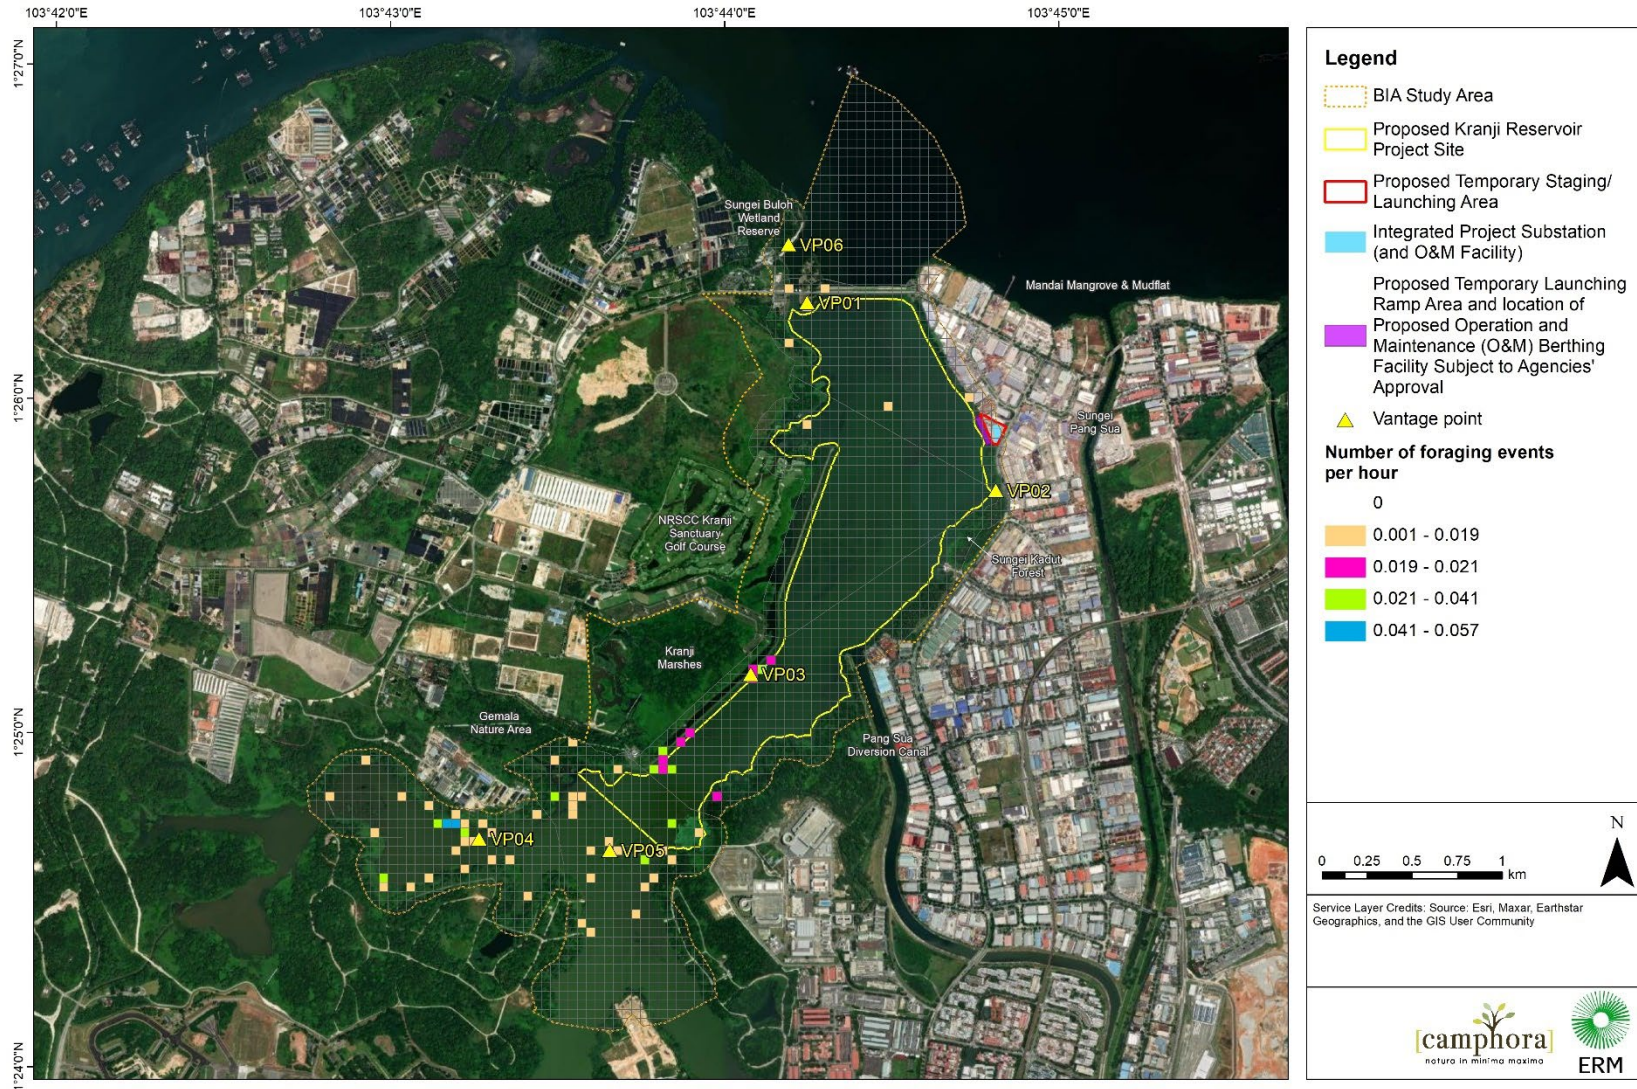 103°42'0"E
103°43'0"E
103°44'0"E
103°45'0"E
1°27'0"N
1°26'0"N
1°25'0"N
1°24'0"N
Sungei Buloh
Wetland
Reserve
VP06
VP01
Mandai Mangrove & Mudflat
Sungei
Pang Sua
VP02
NRSCC Kranji
Sanctuary
Golf Course
Sungei Kadut
Forest
Kranji
Marshes
VP03
Gemala
Nature Area
Pang Sua
Diversion Canal
VP04
VP05
Legend
BIA Study Area
Proposed Kranji Reservoir
Project Site
Proposed Temporary Staging/
Launching Area
Integrated Project Substation
(and O&M Facility)
Proposed Temporary Launching
Ramp Area and location of
Proposed Operation and
Maintenance (O&M) Berthing
Facility Subject to Agencies'
Approval
Vantage point
Number of foraging events
per hour
0
0.001 - 0.019
0.019 - 0.021
0.021 - 0.041
0.041 - 0.057
N
0 0.25 0.5 0.75 1
km
Service Layer Credits: Source: Esri, Maxar, Earthstar
Geographics, and the GIS User Community
[camphora]
natura in minima maxima
ERM